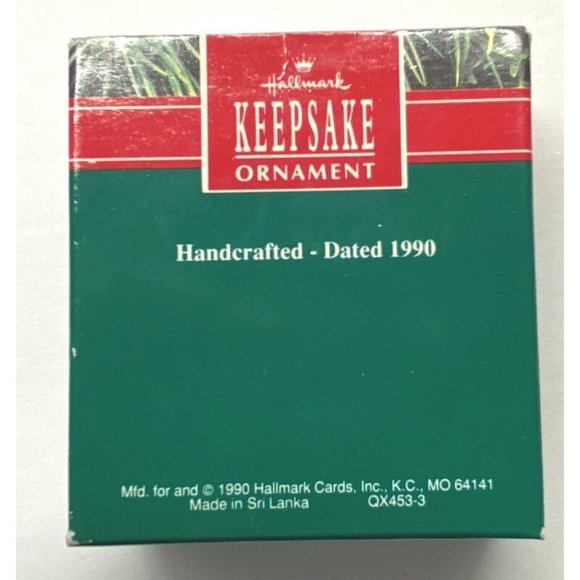 Hallmark
KEEPSAKE
ORNAMENT
Handcrafted - Dated 1990
Mfd. for and © 1990 Hallmark Cards, Inc., K.C., MO 64141
Made in Sri Lanka QX453-3